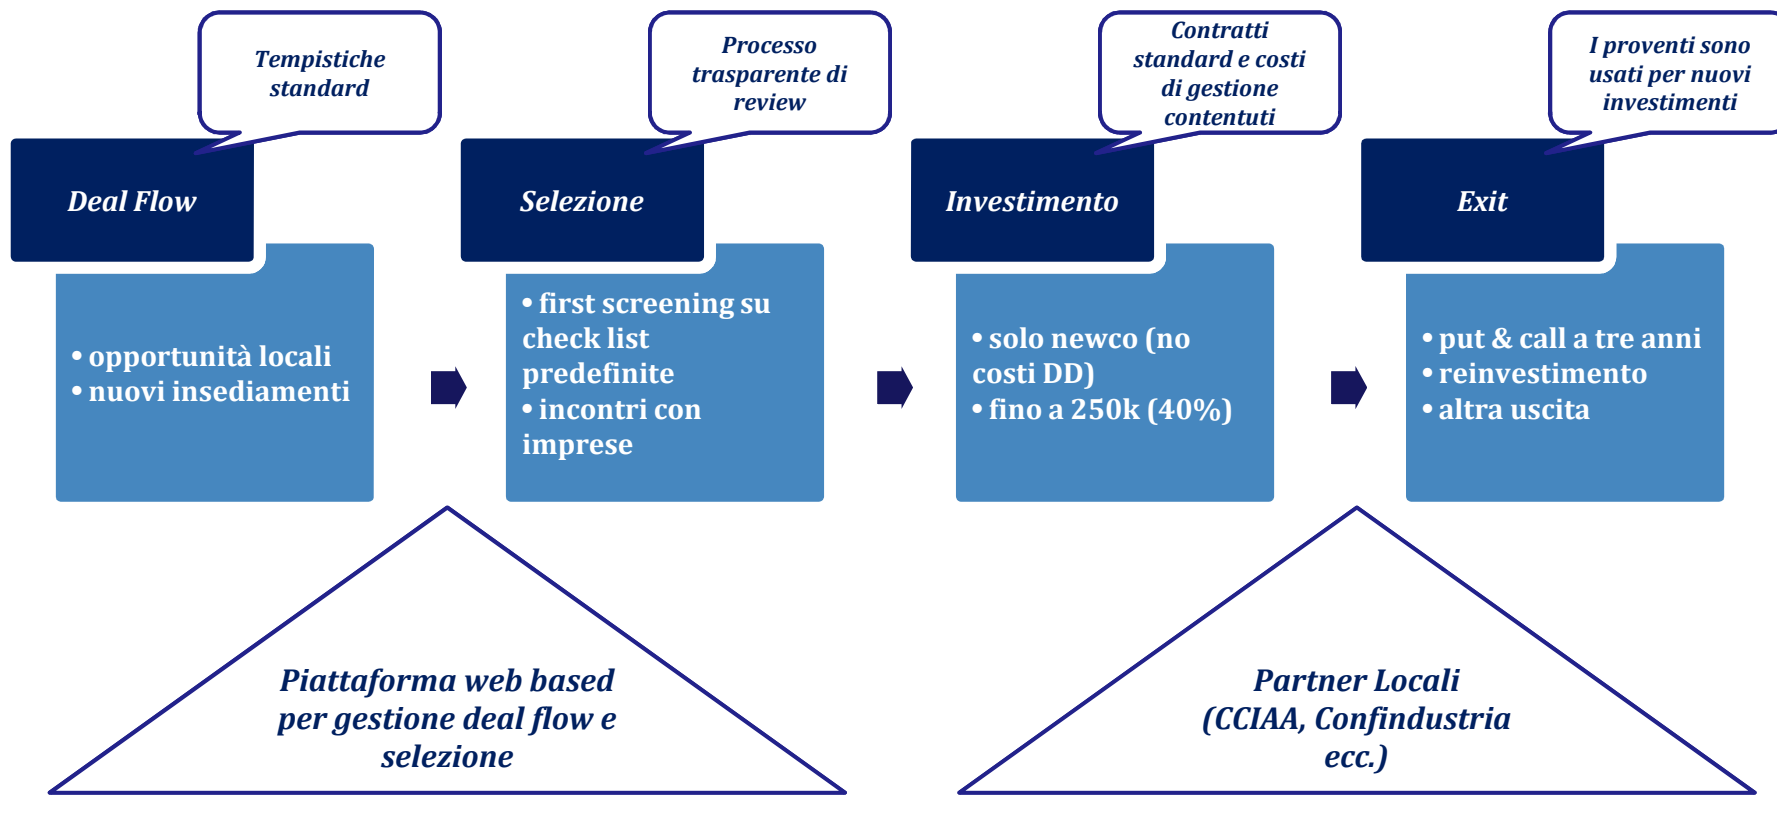 Tempistiche
standard
Processo
trasparente di
review
Contratti
standard e costi
di gestione
contentuti
I proventi sono
usati per nuovi
investimenti
Deal Flow
Selezione
Investimento
Exit
• opportunità locali
• nuovi insediamenti
• first screening su
check list
predefinite
• incontri con
imprese
• solo newco (no
costi DD)
• fino a 250k (40%)
• put & call a tre anni
• reinvestimento
• altra uscita
Piattaforma web based
per gestione deal flow e
selezione
Partner Locali
(CCIAA, Confindustria
ecc.)